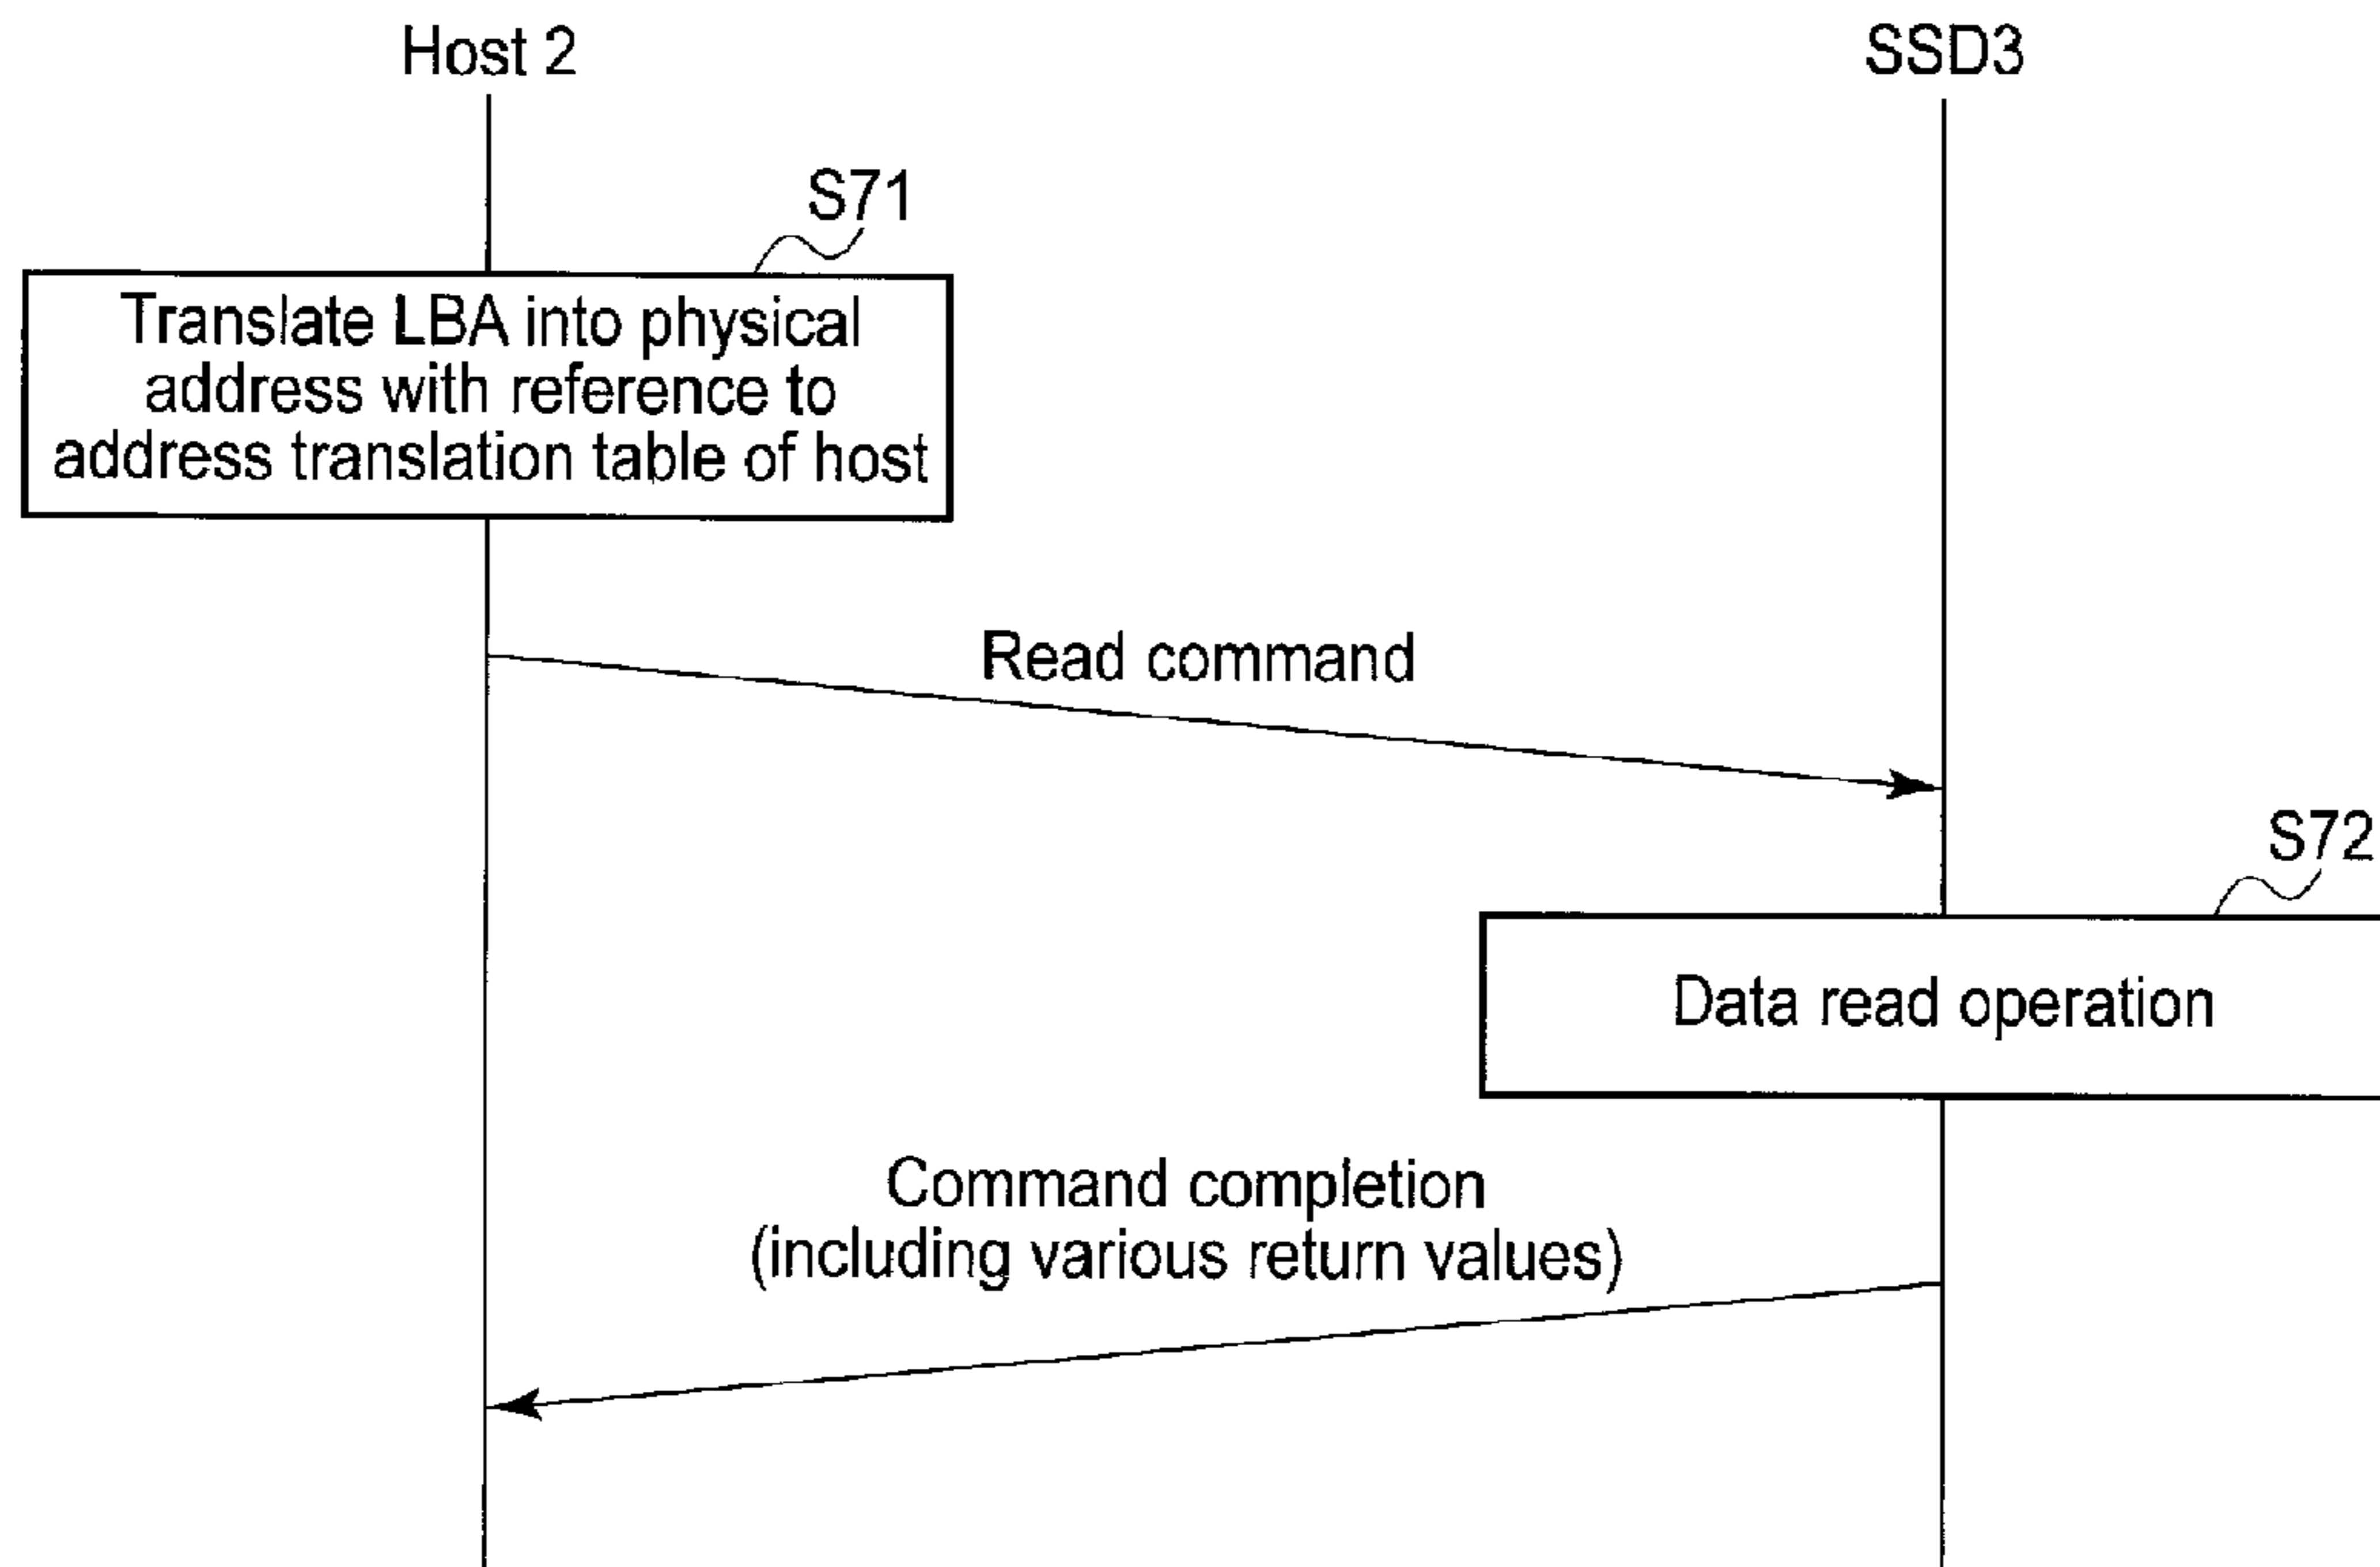 Host 2
SSD3
S71
Translate LBA into physical
address with reference to
address translation table of host
Read command
S72
Data read operation
Command completion
(including various return values)